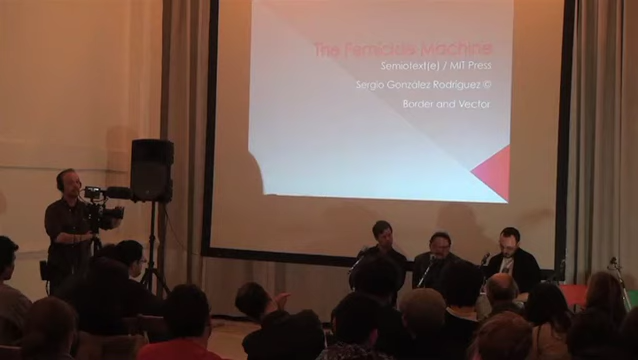 The Femicide Machine
Semiotext(e) / MIT Press
Sergio González Rodríguez ©
Border and Vector